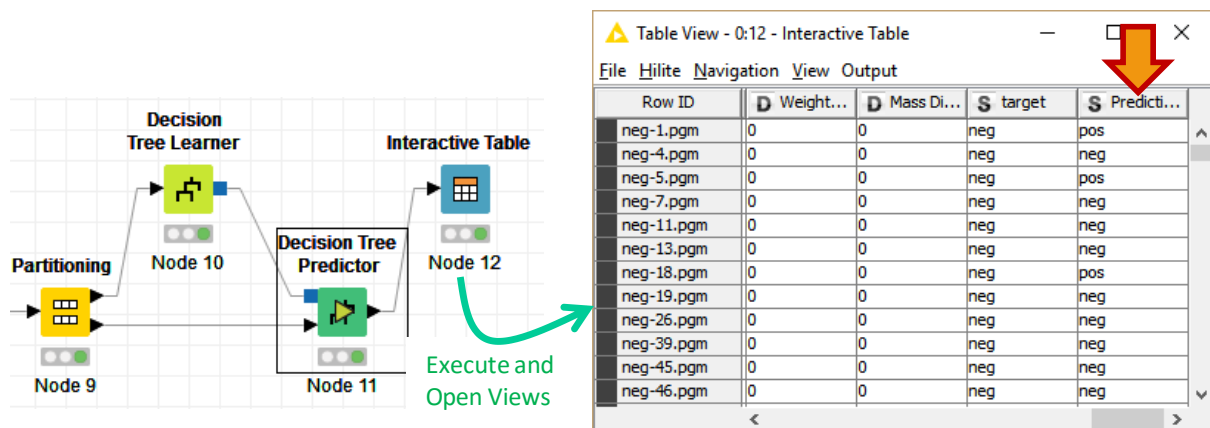 Decision
Tree Learner
Interactive Table
Decision Tree
Predictor
Partitioning
Node 10
Node 12
Node 9
Node 11
Execute and
Open Views
Table View - 0:12 - Interactive Table
File Hilite Navigation View Output
Row ID D Weight... D Mass Di... S target S Predicti...
neg-1.pgm 0 0 neg pos
neg-4.pgm 0 0 neg neg
neg-5.pgm 0 0 neg pos
neg-7.pgm 0 0 neg neg
neg-11.pgm 0 0 neg neg
neg-13.pgm 0 0 neg neg
neg-18.pgm 0 0 neg pos
neg-19.pgm 0 0 neg neg
neg-26.pgm 0 0 neg neg
neg-39.pgm 0 0 neg neg
neg-45.pgm 0 0 neg neg
neg-46.pgm 0 0 neg neg